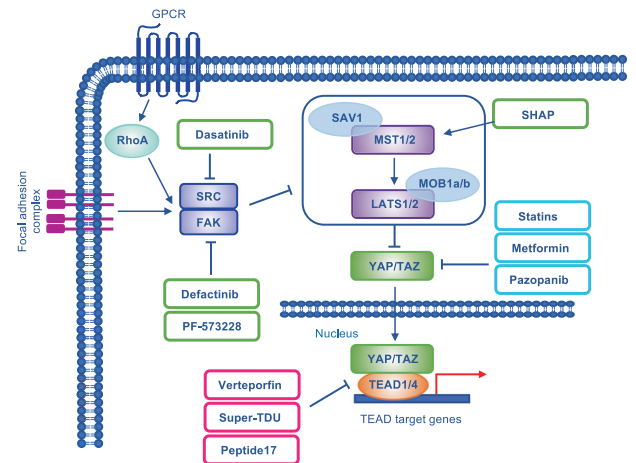 GPCR
RhoA
Focal adhesion
complex
Dasatinib
SRC
FAK
Defactinib
PF-573228
SAV1
MST1/2
MOB1a/b
LATS1/2
SHAP
YAP/TAZ
Statins
Metformin
Pazopanib
Nucleus
YAP/TAZ
TEAD1/4
TEAD target genes
Verteporfin
Super-TDU
Peptide17